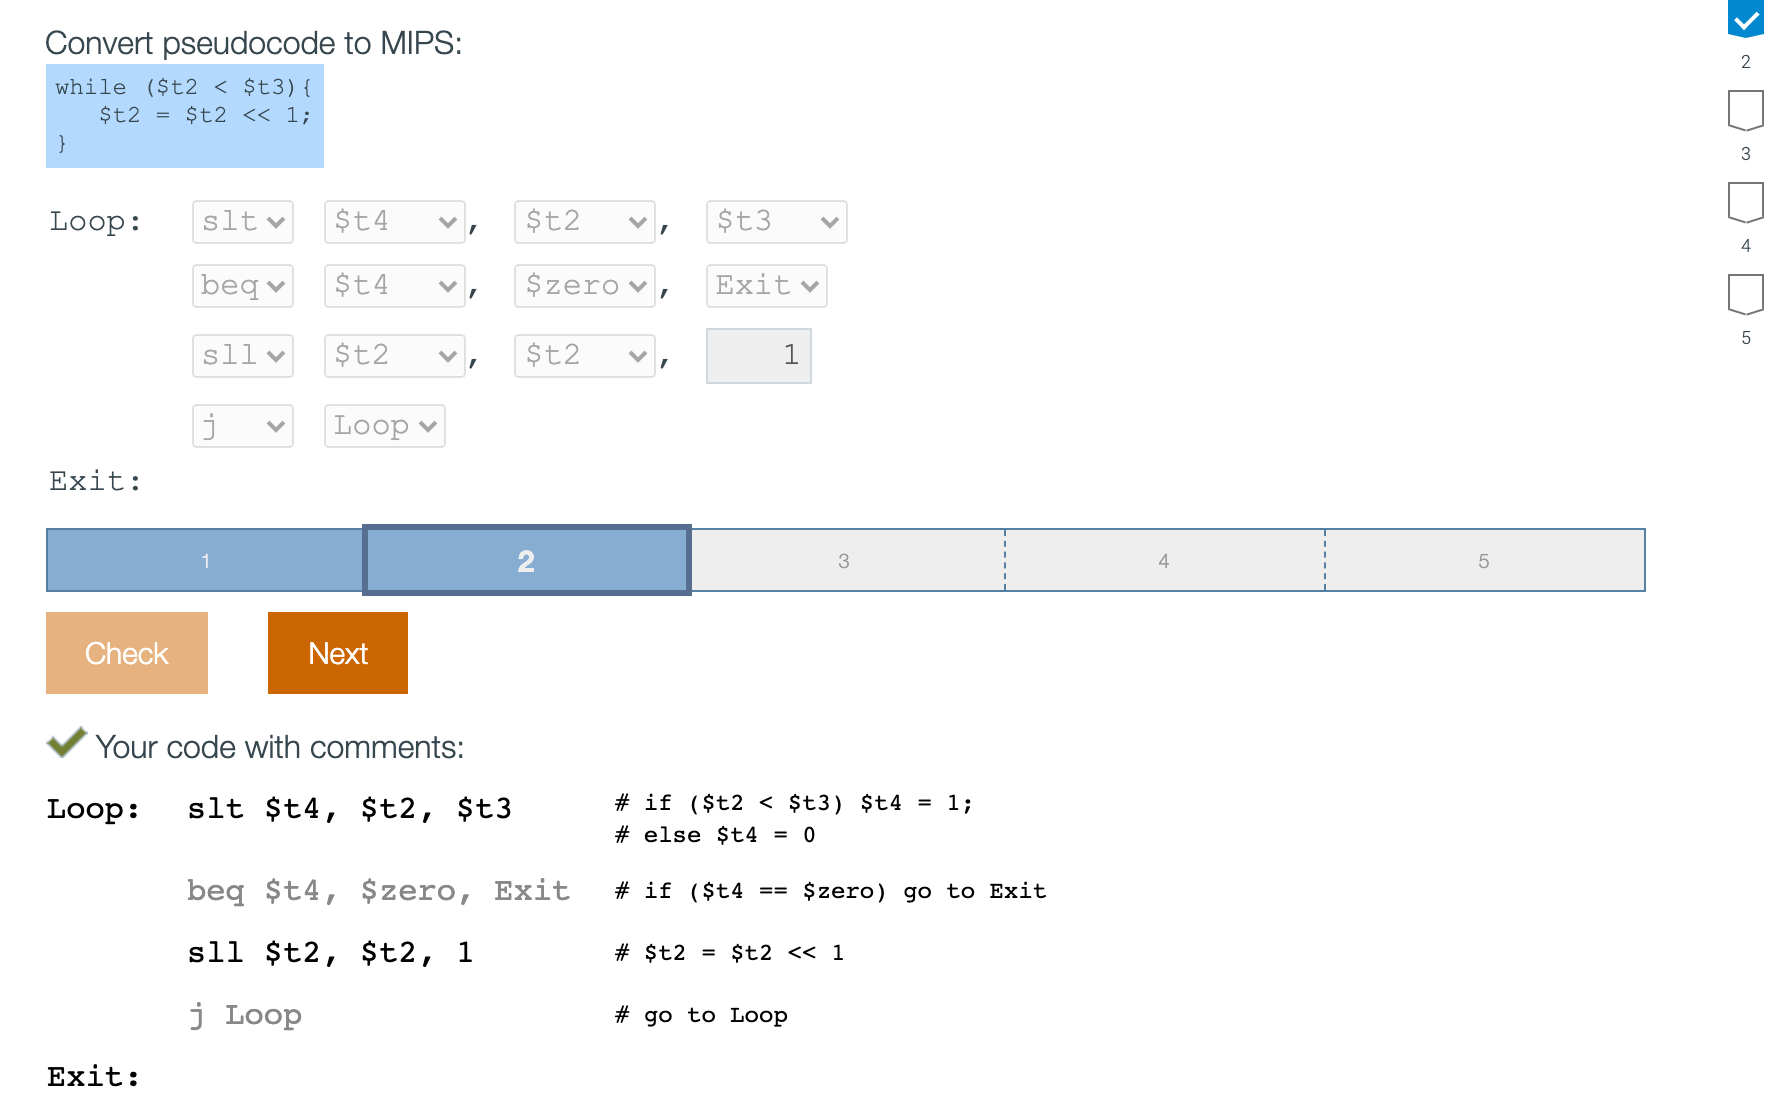 Convert pseudocode to MIPS:
while ($t2 < $t3){
   $t2 = $t2 << 1;
}
Loop: slt $t4, $t2, $t3
beq $t4, $zero, Exit
sll $t2, $t2, 1
j Loop
Exit:
1 2 3 4 5
Check Next
Your code with comments:
Loop: slt $t4, $t2, $t3 # if ($t2 < $t3) $t4 = 1;
# else $t4 = 0
beq $t4, $zero, Exit # if ($t4 == $zero) go to Exit
sll $t2, $t2, 1 # $t2 = $t2 << 1
j Loop # go to Loop
Exit:
2
3
4
5